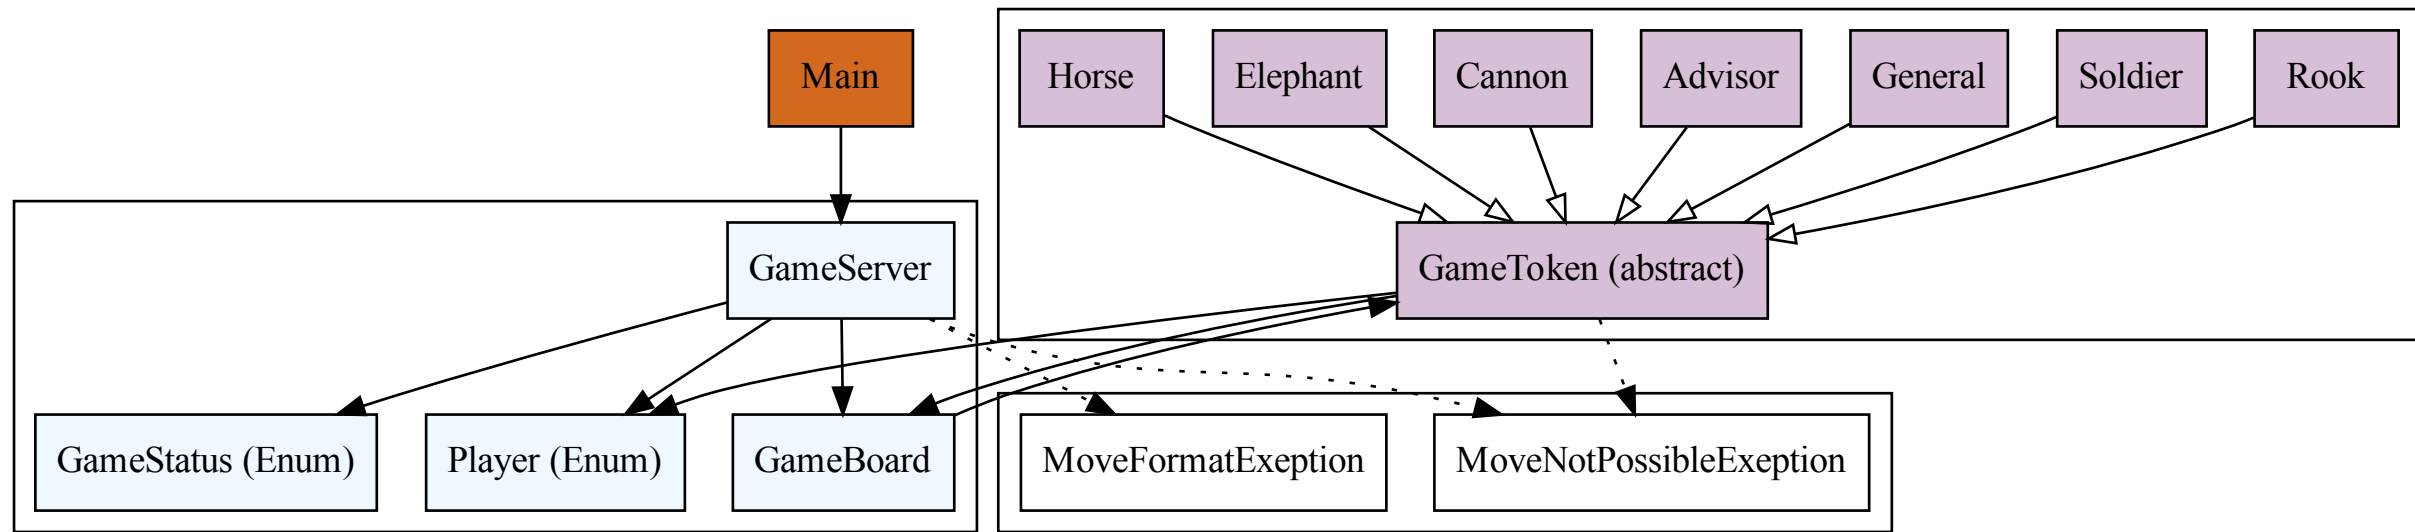 Main
Horse
Elephant
Cannon
Advisor
General
Soldier
Rook
GameServer
GameToken (abstract)
GameStatus (Enum)
Player (Enum)
GameBoard
MoveFormatExeption
MoveNotPossibleExeption